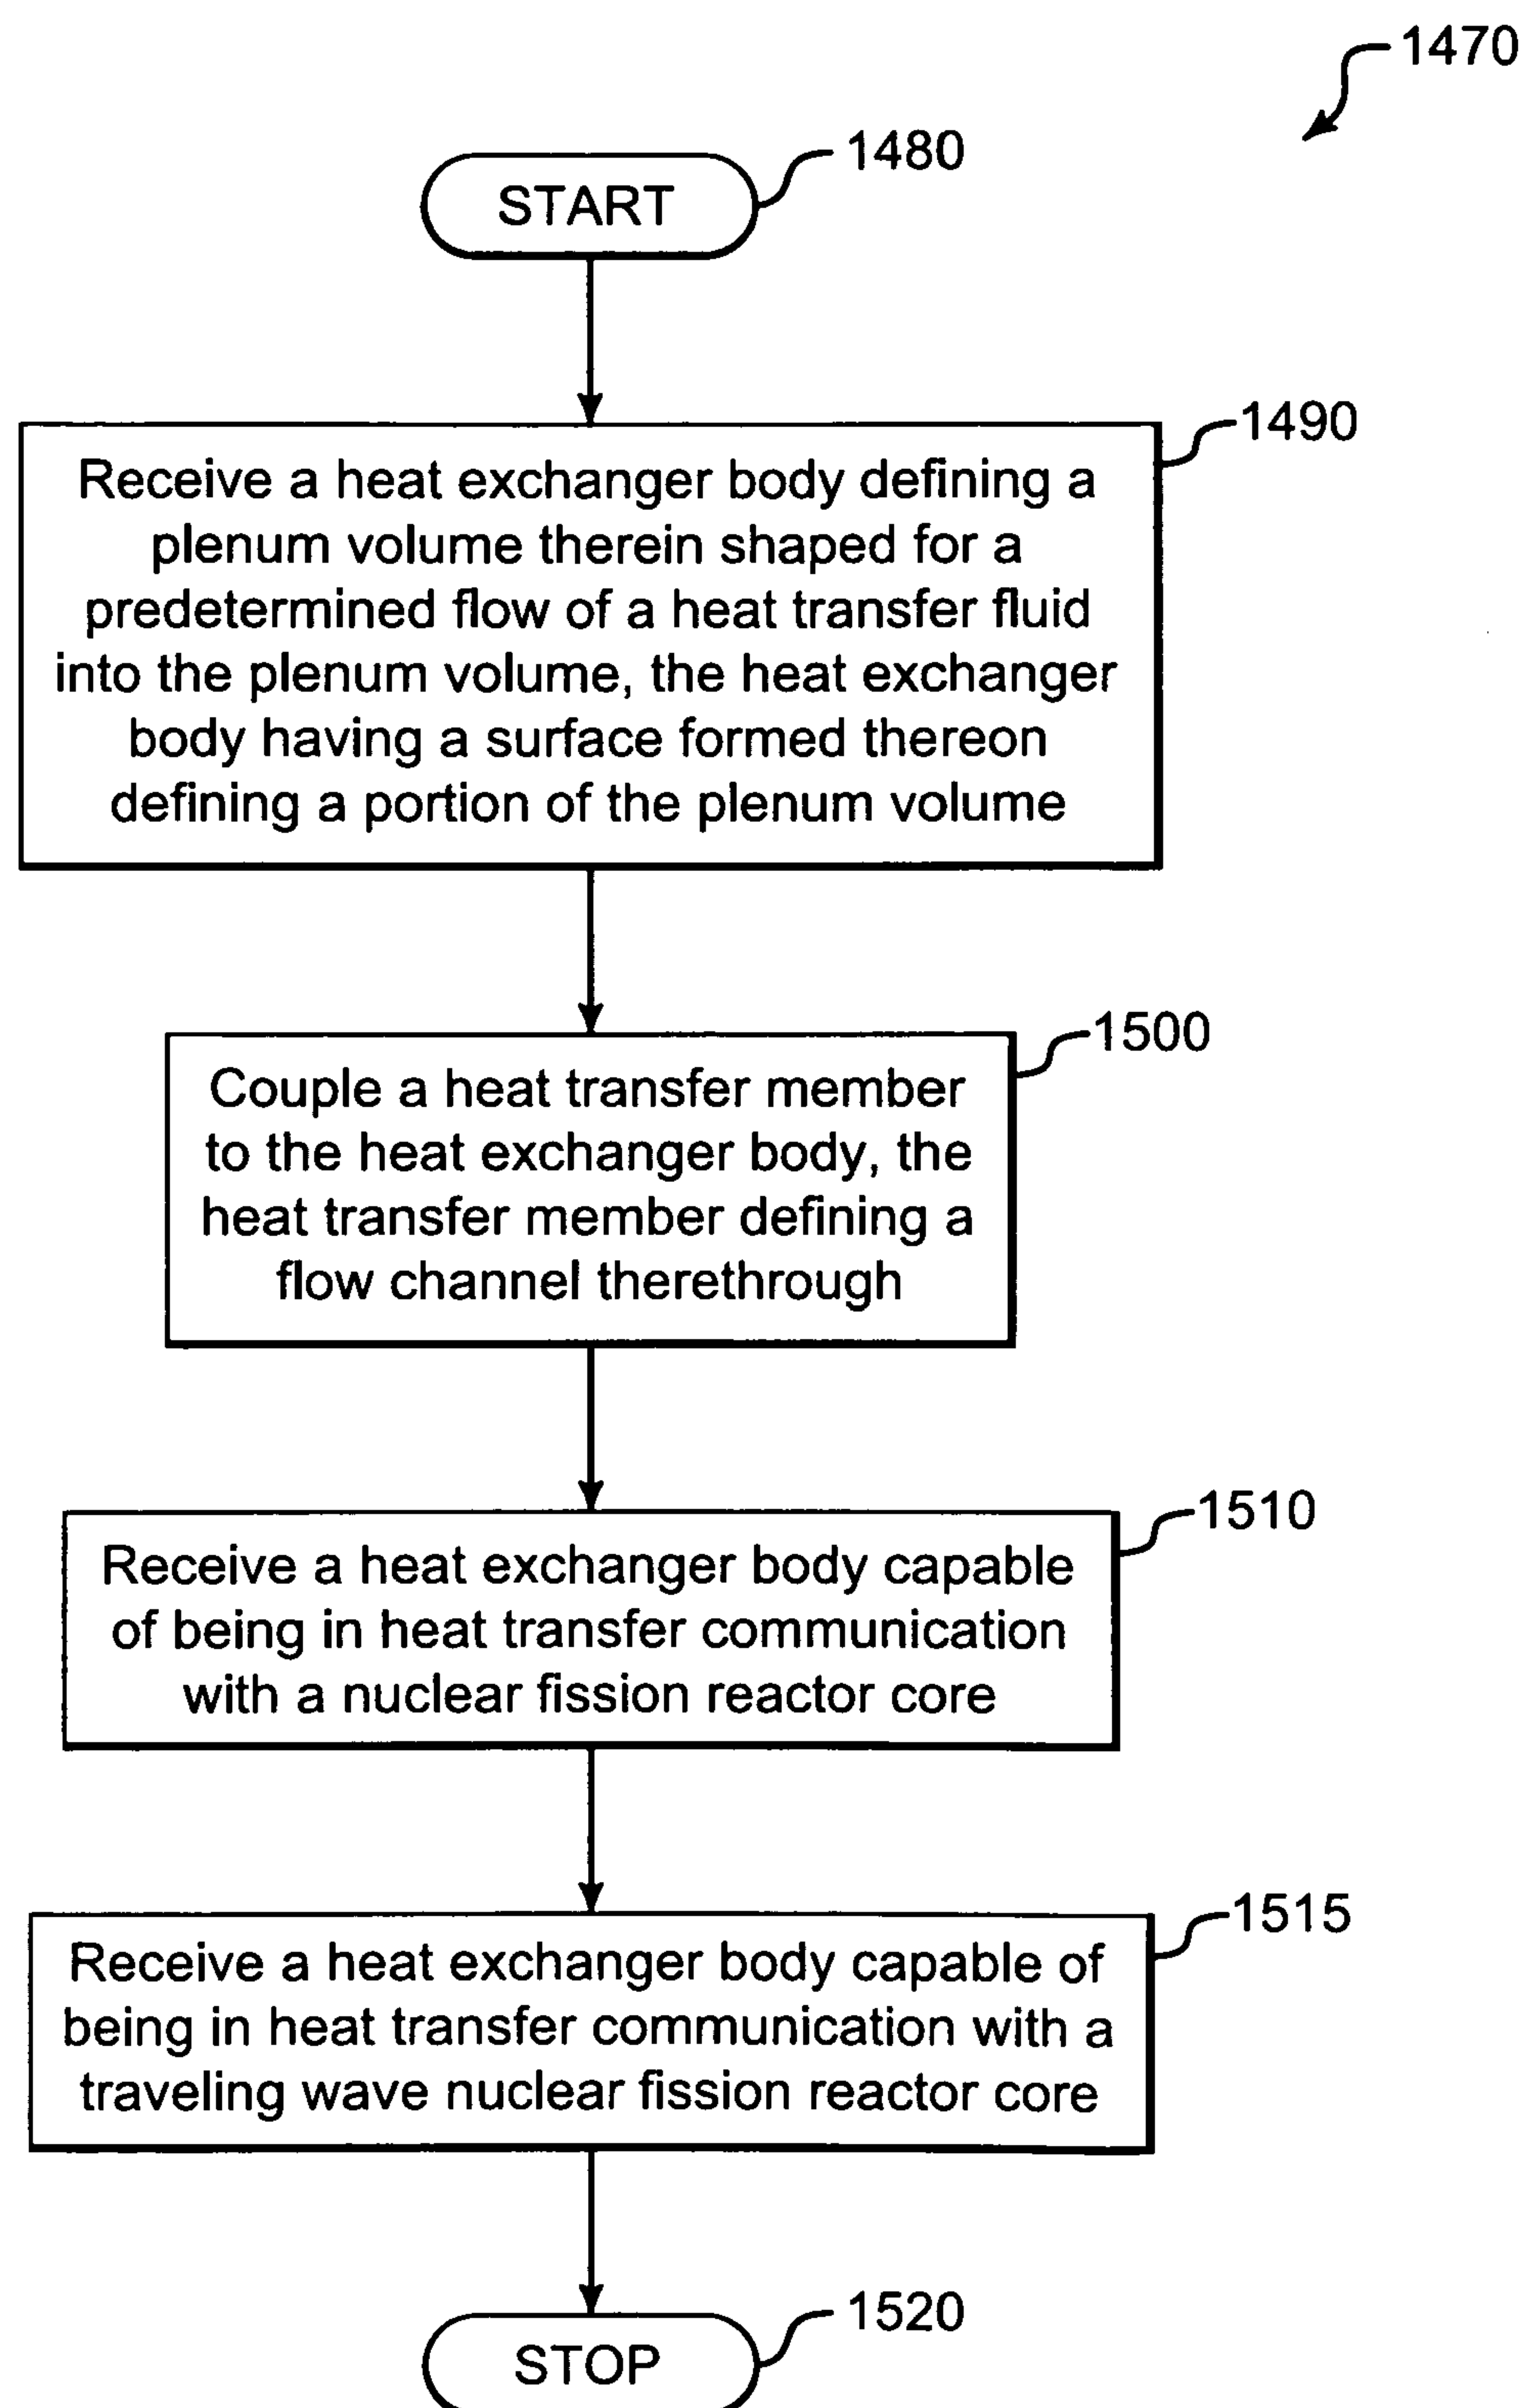 1470
1480
START
1490
Receive a heat exchanger body defining a
plenum volume therein shaped for a
predetermined flow of a heat transfer fluid
into the plenum volume, the heat exchanger
body having a surface formed thereon
defining a portion of the plenum volume
1500
Couple a heat transfer member
to the heat exchanger body, the
heat transfer member defining a
flow channel therethrough
1510
Receive a heat exchanger body capable
of being in heat transfer communication
with a nuclear fission reactor core
1515
Receive a heat exchanger body capable of
being in heat transfer communication with a
traveling wave nuclear fission reactor core
1520
STOP